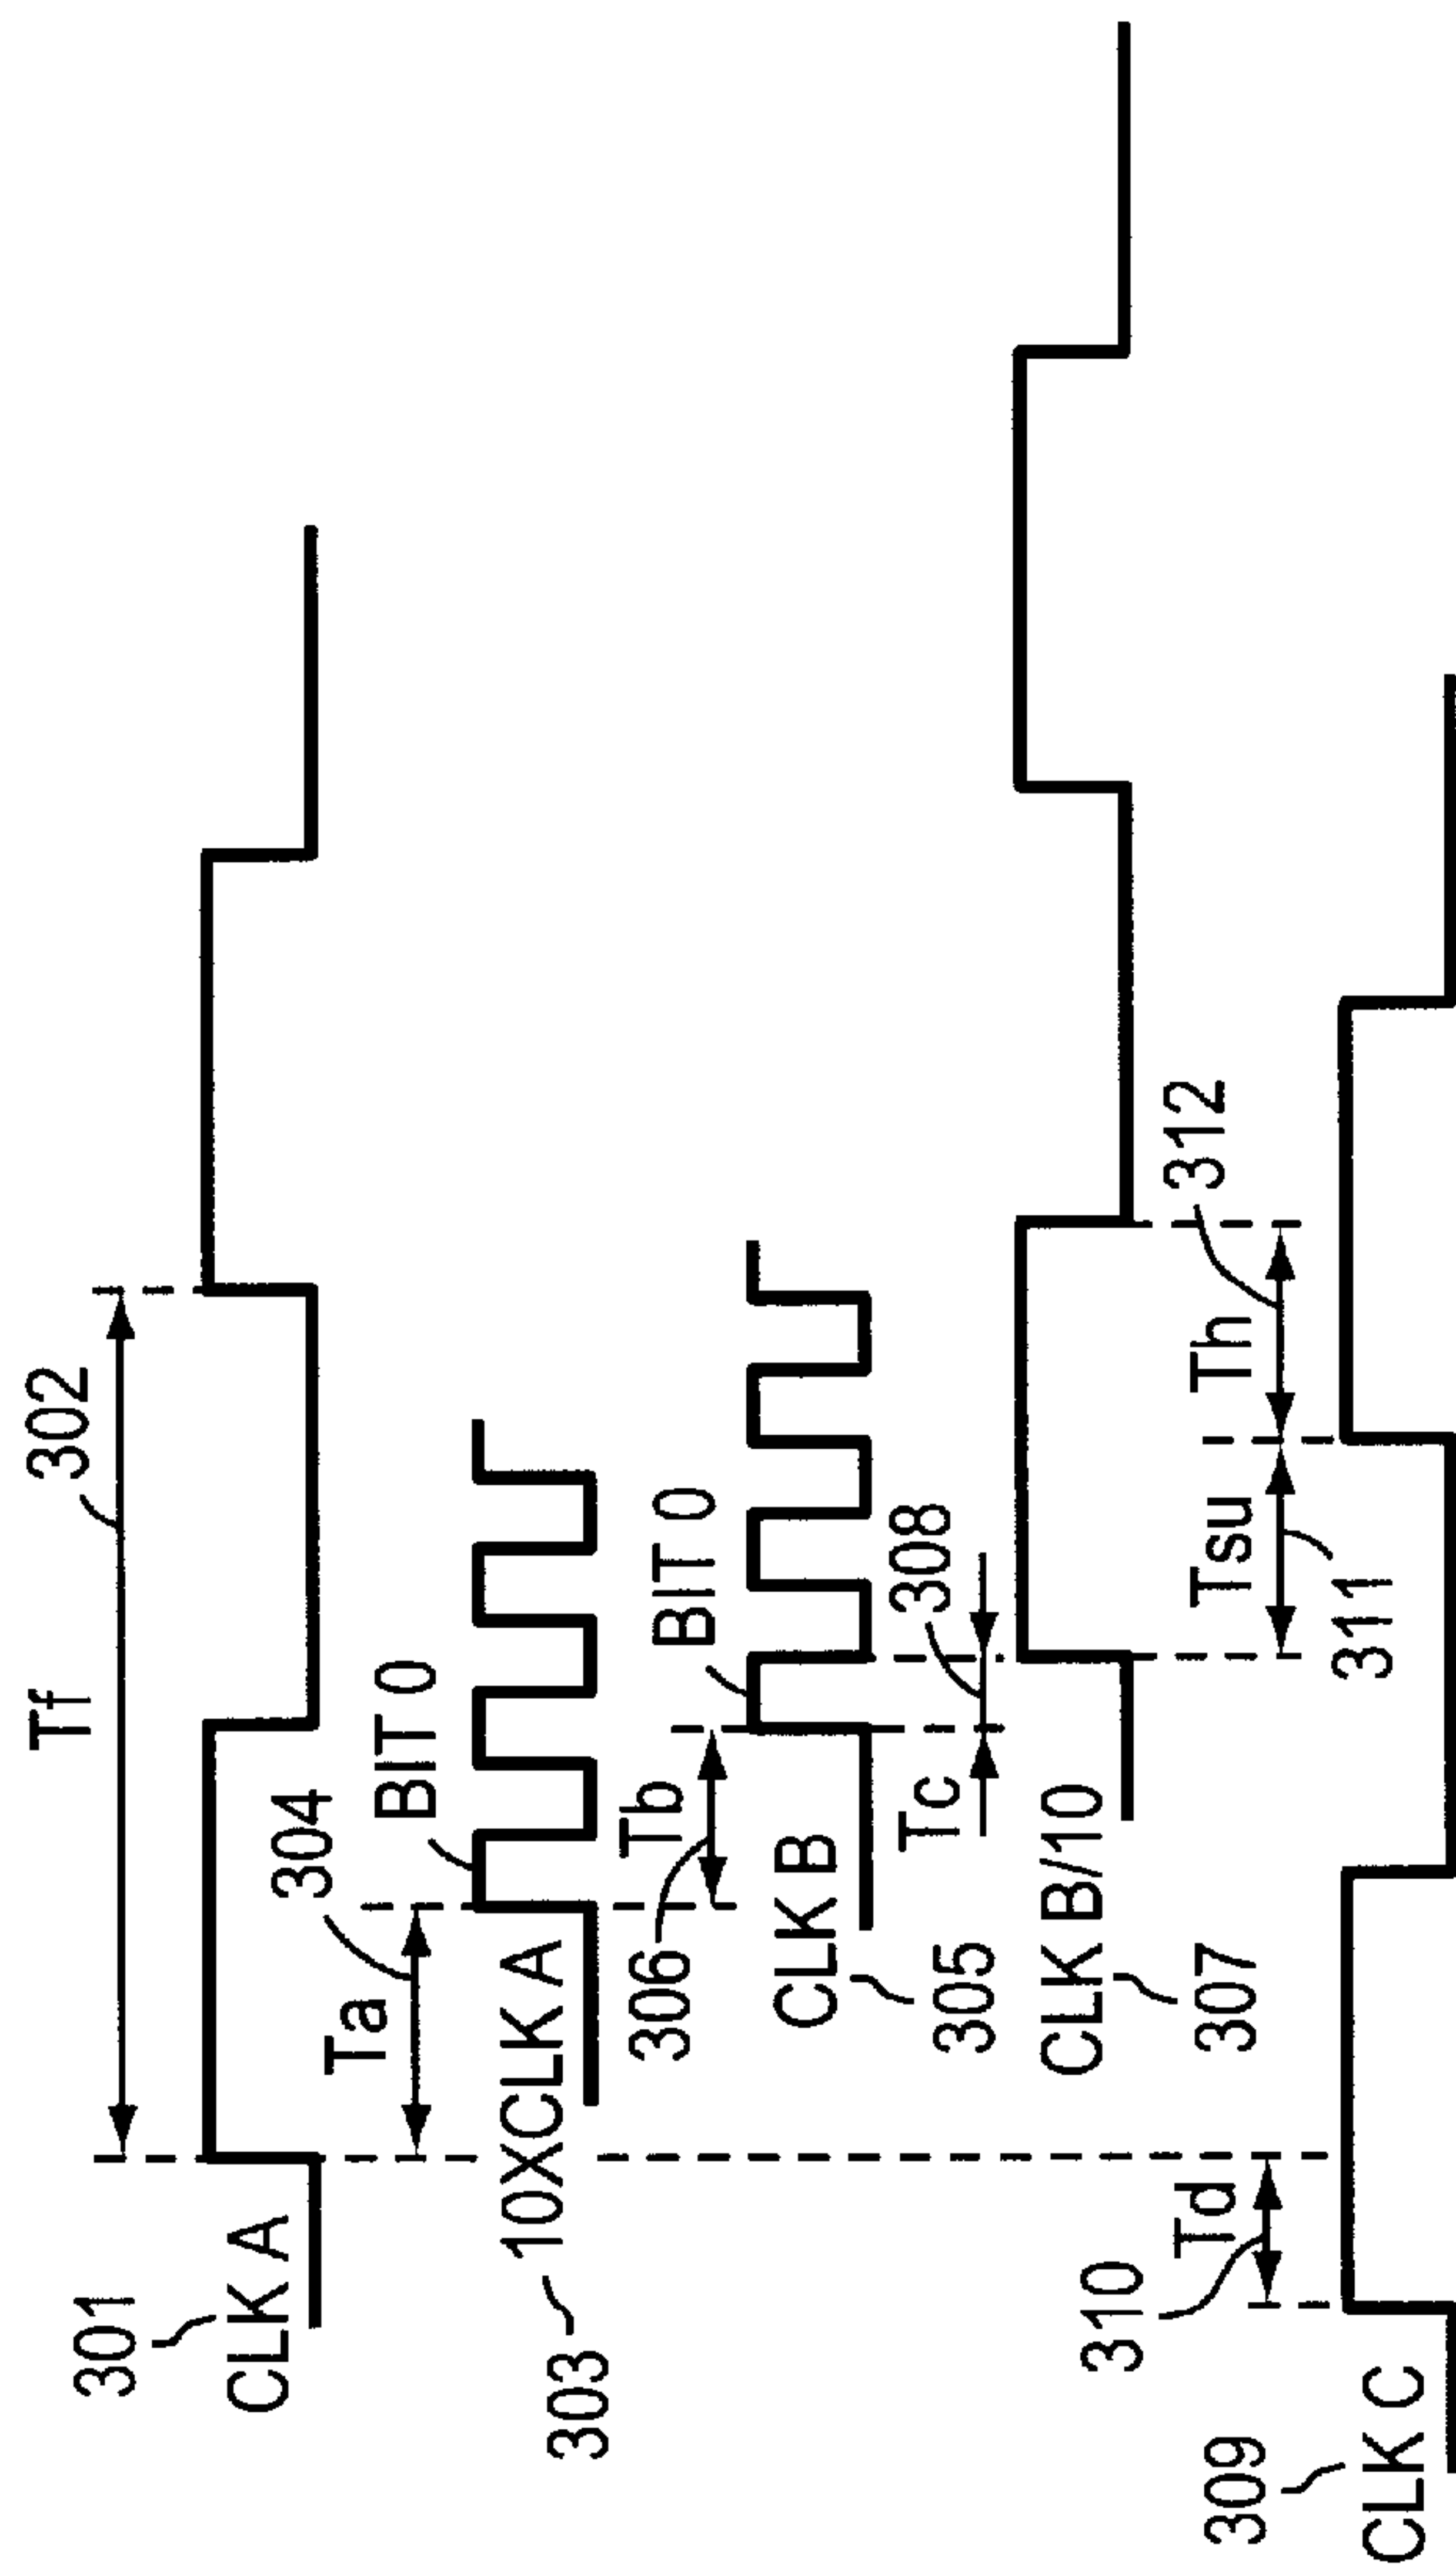 Tf
302
301
CLK A
Ta
304
BIT 0
303
10XCLK A
306
Tb
BIT 0
CLK B
305
Tc
308
CLK B/10
307
310
Td
Tsu
311
Th
312
309
CLK C